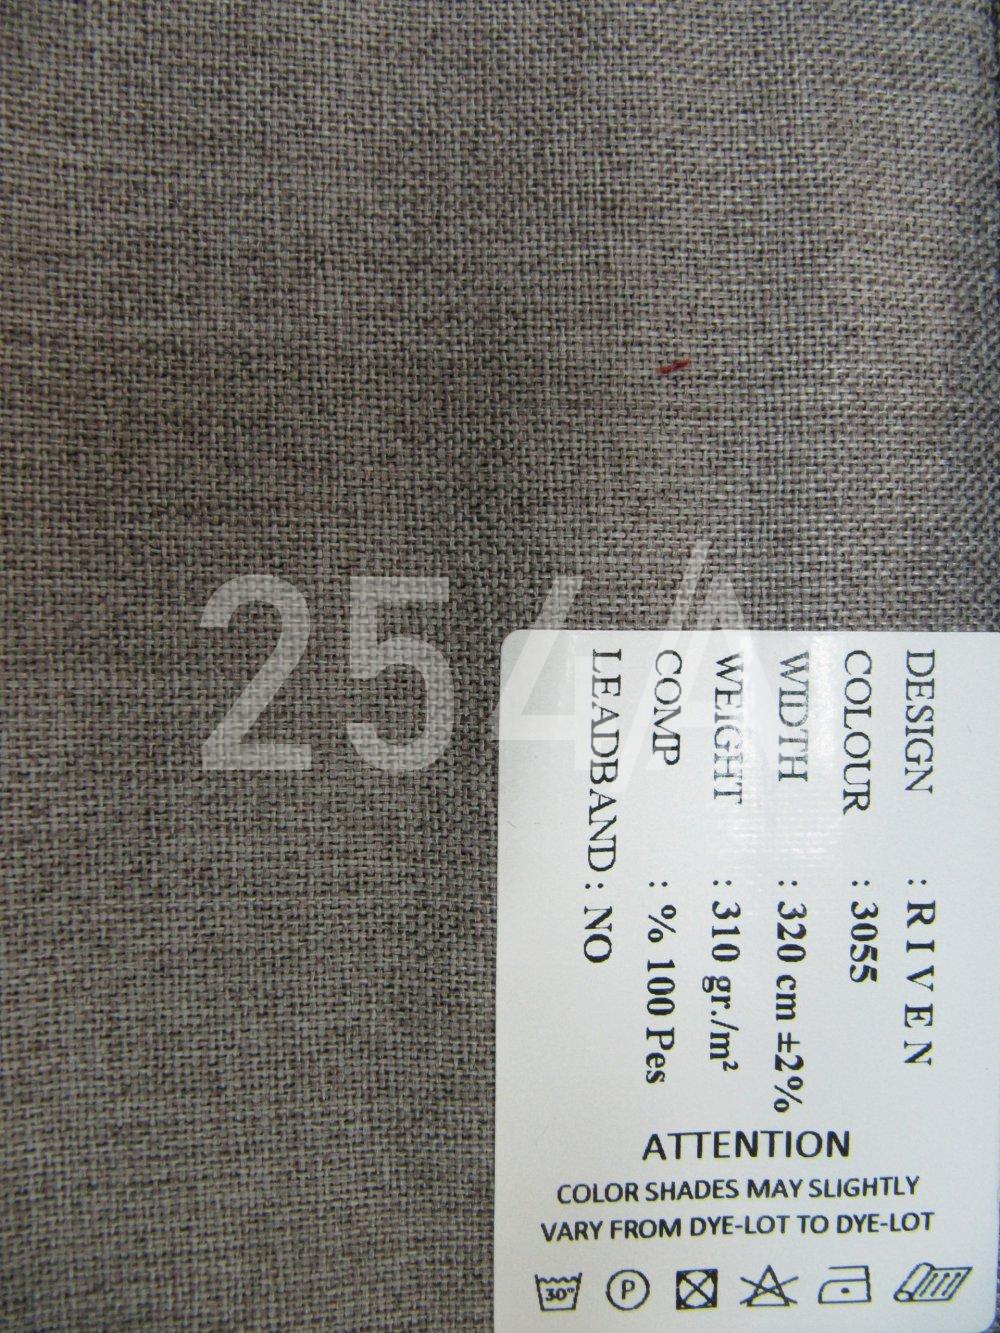 254A
DESIGN : RIVEN
COLOUR : 3055
WIDTH : 320 cm ±2%
WEIGHT : 310 gr./m²
COMP : % 100 Pes
LEADBAND : NO
ATTENTION
COLOR SHADES MAY SLIGHTLY
VARY FROM DYE-LOT TO DYE-LOT
30° P